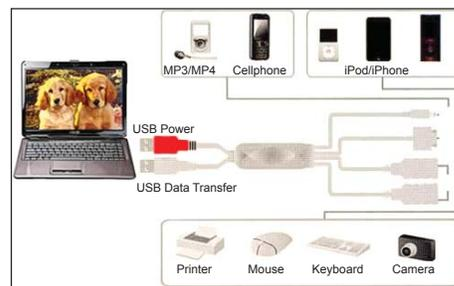 MP3/MP4 Cellphone iPod/iPhone
USB Power
USB Data Transfer
Printer Mouse Keyboard Camera